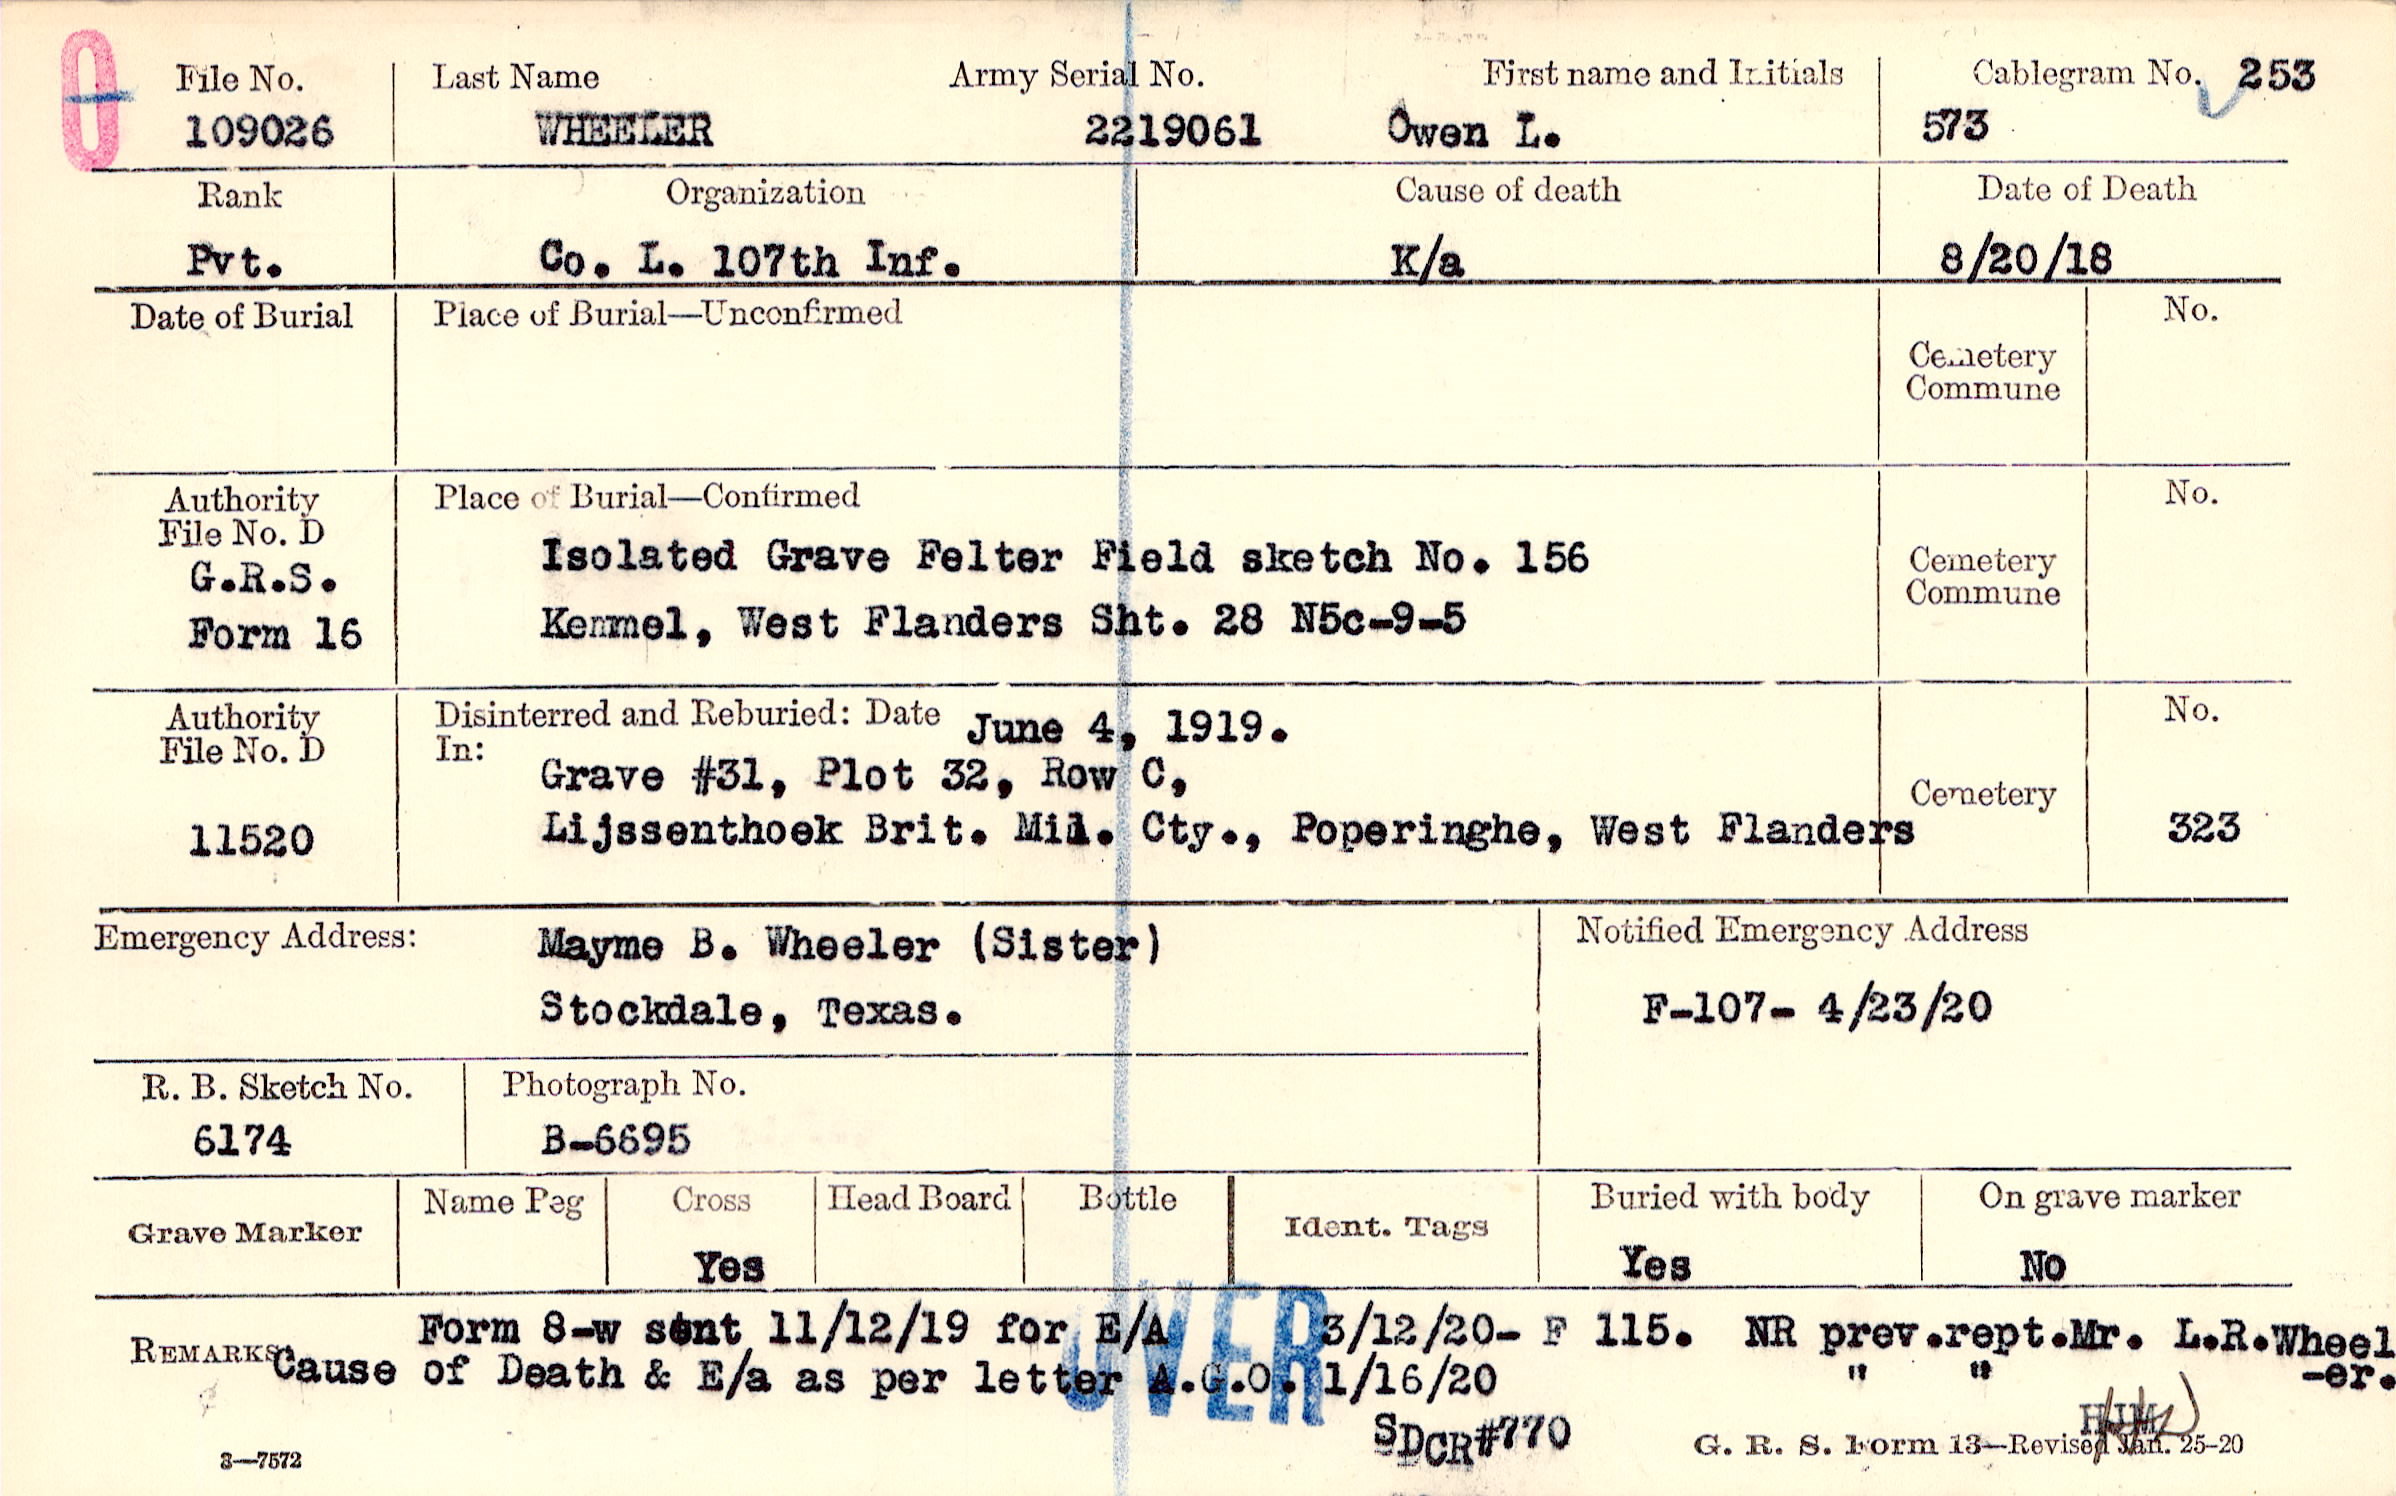 0
File No. Last Name Army Serial No. First name and Initials Cablegram No. 253
109026 WHEELER 2219061 Owen L. 573
Rank Organization Cause of death Date of Death
Pvt. Co. L. 107th Inf. K/a 8/20/18
Date of Burial Place of Burial—Unconfirmed No.
Cemetery
Commune
Authority Place of Burial—Confirmed No.
File No. D
G.R.S. Isolated Grave Felter Field sketch No. 156 Cemetery
Commune
Form 16 Kemmel, West Flanders Sht. 28 N5c-9-5
Authority Disinterred and Reburied: Date June 4, 1919. No.
File No. D In:
Grave #31, Plot 32, Row C, Cemetery
11520 Lijssenthoek Brit. Mil. Cty., Poperinghe, West Flanders 323
Emergency Address: Mayme B. Wheeler (Sister) Notified Emergency Address
Stockdale, Texas. F-107- 4/23/20
R. B. Sketch No. Photograph No.
6174 B-6695
Grave Marker Name Peg Cross Head Board Bottle Ident. Tags Buried with body On grave marker
Yes Yes No
REMARKS: Form 8-w sent 11/12/19 for E/A 3/12/20- F 115. NR prev.rept.Mr. L.R.Wheel
Cause of Death & E/a as per letter A.G.O. 1/16/20 " " -er.
OVER
SDCR#770
HJM
3—7572 G. R. S. Form 13—Revised Jan. 25-20